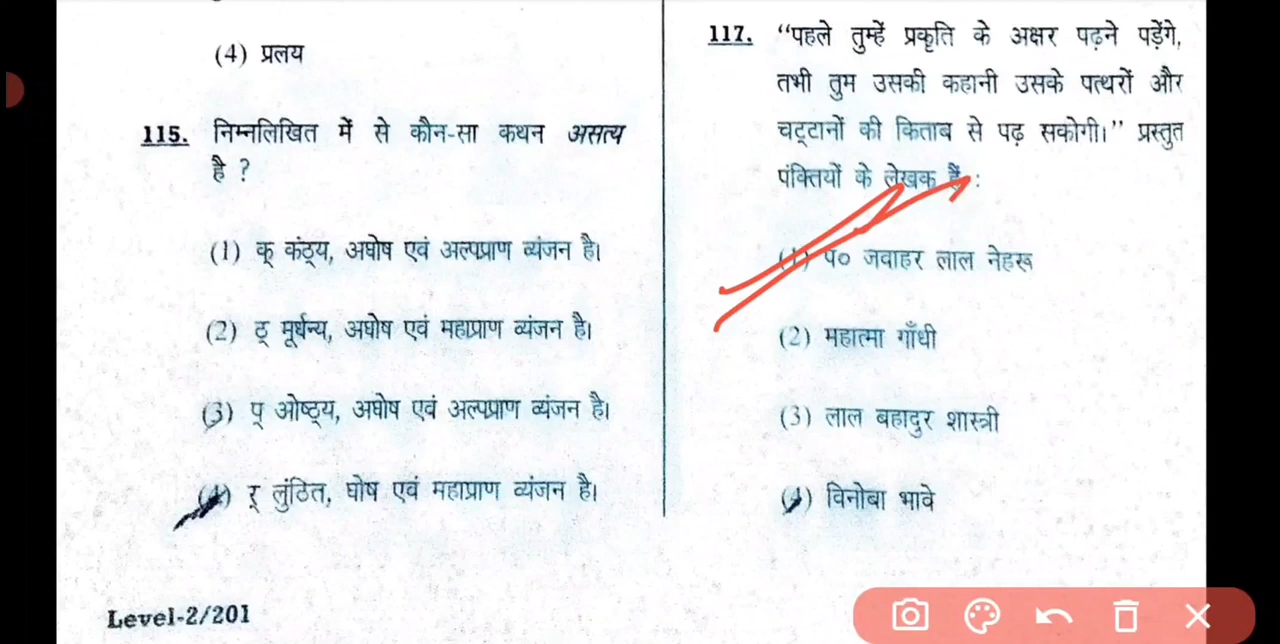 (4) प्रलय
115. निम्नलिखित में से कौन-सा कथन असत्य
है ?
(1) क् कंठ्य, अघोष एवं अल्पप्राण व्यंजन है।
(2) ठ् मूर्धन्य, अघोष एवं महाप्राण व्यंजन है।
(3) प् ओष्ठ्य, अघोष एवं अल्पप्राण व्यंजन है।
(4) र् लुंठित, घोष एवं महाप्राण व्यंजन है।
Level-2/201
117. “पहले तुम्हें प्रकृति के अक्षर पढ़ने पड़ेंगे,
तभी तुम उसकी कहानी उसके पत्थरों और
चट्टानों की किताब से पढ़ सकोगी।” प्रस्तुत
पंक्तियों के लेखक हैं :
(1) प० जवाहर लाल नेहरू
(2) महात्मा गाँधी
(3) लाल बहादुर शास्त्री
(4) विनोबा भावे